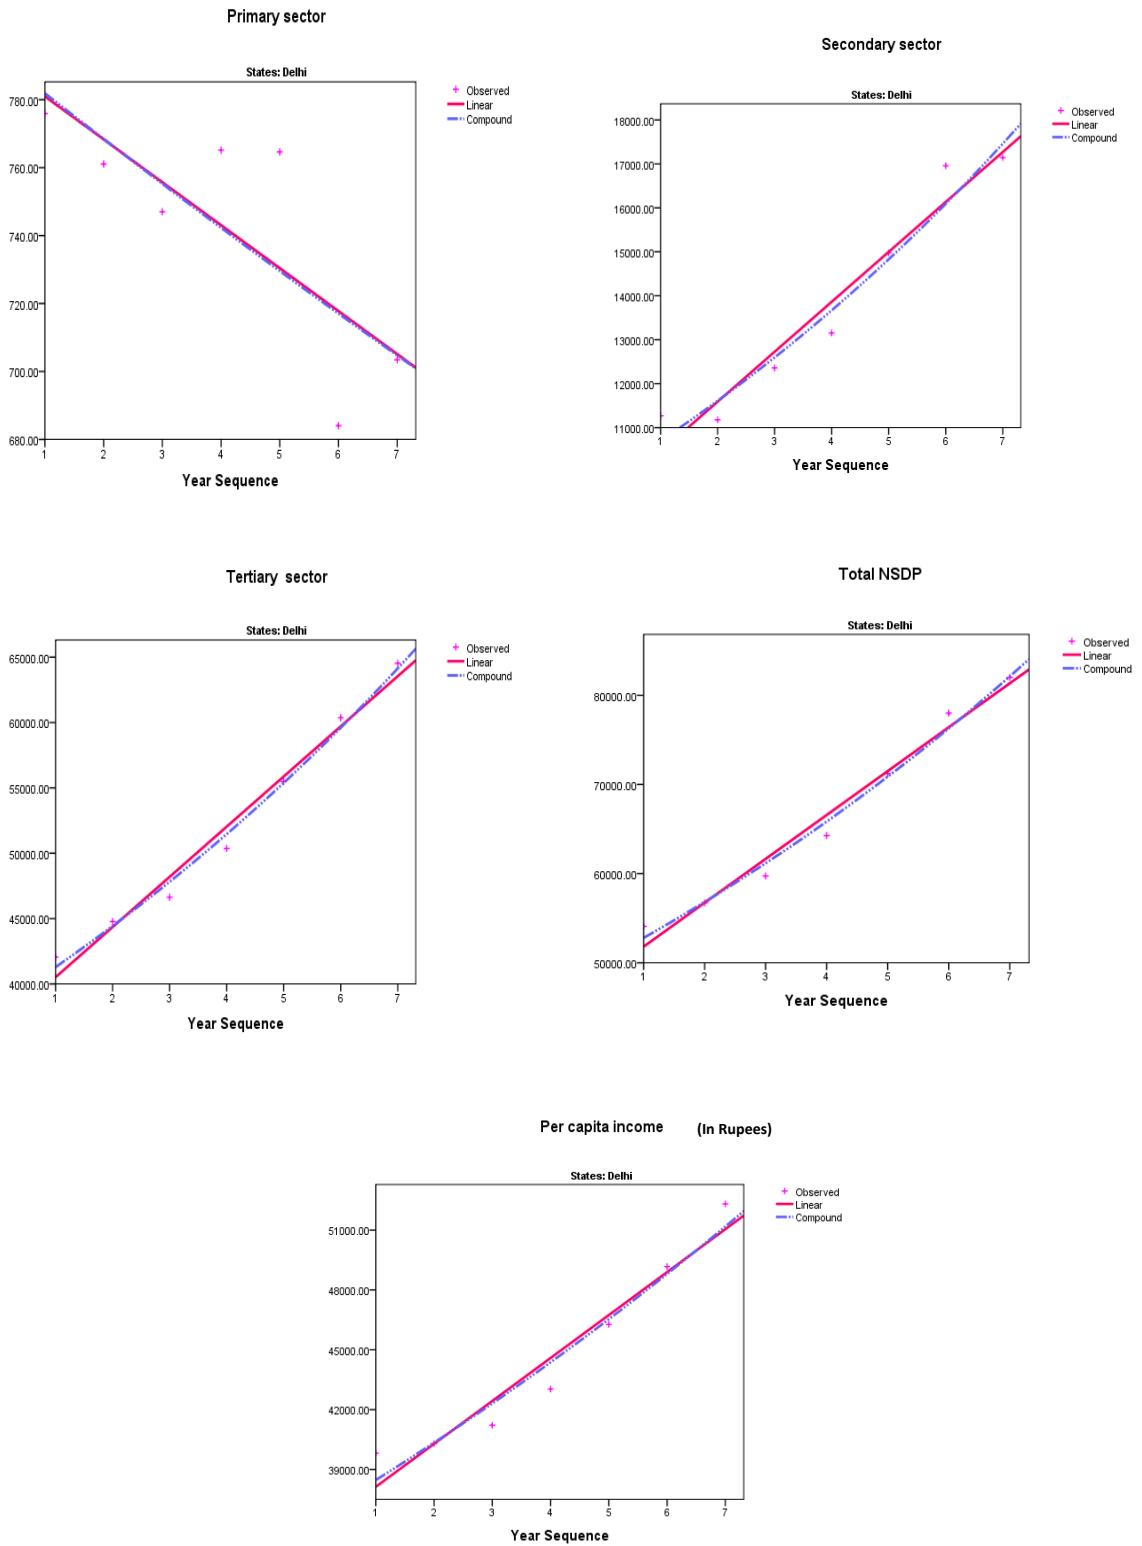 Primary sector
States: Delhi
Observed
Linear
Compound
780.00
760.00
740.00
720.00
700.00
680.00
1 2 3 4 5 6 7
Year Sequence
Secondary sector
States: Delhi
Observed
Linear
Compound
18000.00
17000.00
16000.00
15000.00
14000.00
13000.00
12000.00
11000.00
1 2 3 4 5 6 7
Year Sequence
Tertiary sector
States: Delhi
Observed
Linear
Compound
65000.00
60000.00
55000.00
50000.00
45000.00
40000.00
1 2 3 4 5 6 7
Year Sequence
Total NSDP
States: Delhi
Observed
Linear
Compound
80000.00
70000.00
60000.00
50000.00
1 2 3 4 5 6 7
Year Sequence
Per capita income (In Rupees)
States: Delhi
Observed
Linear
Compound
51000.00
48000.00
45000.00
42000.00
39000.00
1 2 3 4 5 6 7
Year Sequence